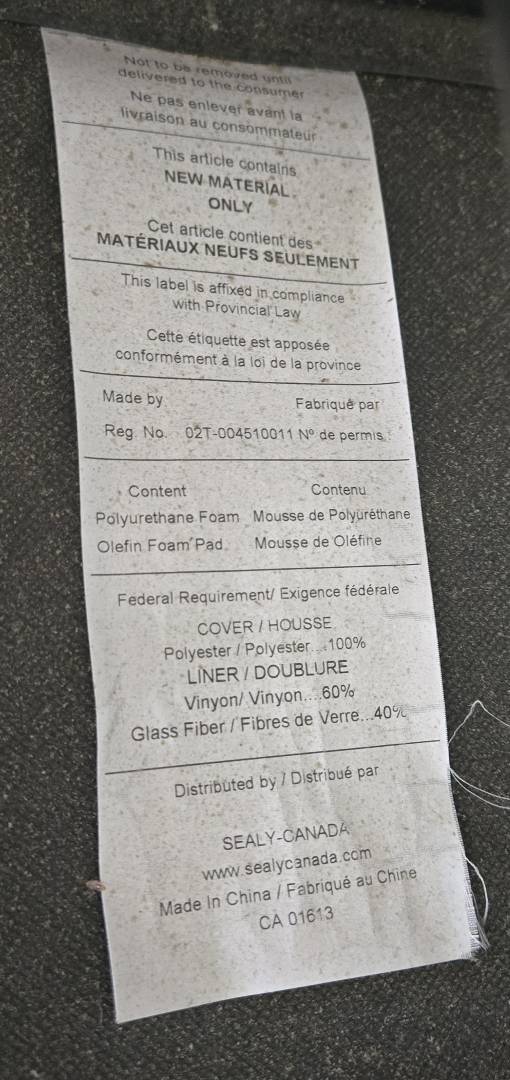 Not to be removed until
delivered to the consumer
Ne pas enlever avant la
livraison au consommateur
This article contains
NEW MATERIAL
ONLY
Cet article contient des
MATÉRIAUX NEUFS SEULEMENT
This label is affixed in compliance
with Provincial Law
Cette étiquette est apposée
conformément à la loi de la province
Made by Fabriqué par
Reg. No. 02T-004510011 Nº de permis
Content Contenu
Polyurethane Foam Mousse de Polyuréthane
Olefin Foam Pad Mousse de Oléfine
Federal Requirement/ Exigence fédérale
COVER / HOUSSE
Polyester / Polyester...100%
LINER / DOUBLURE
Vinyon/ Vinyon....60%
Glass Fiber / Fibres de Verre...40%
Distributed by / Distribué par
SEALY-CANADA
www.sealycanada.com
Made In China / Fabriqué au Chine
CA 01613